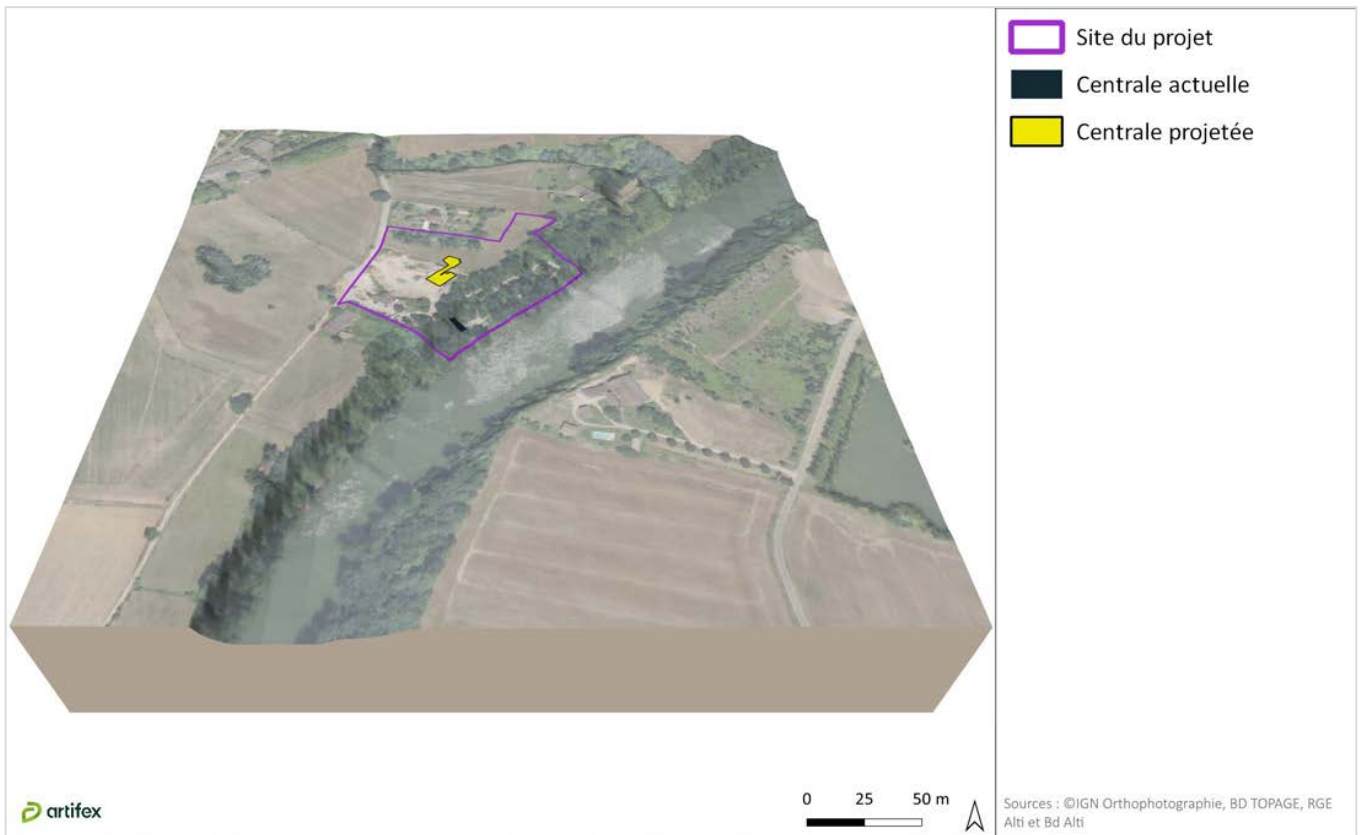 Site du projet
Centrale actuelle
Centrale projetée
artifex
0 25 50 m
Sources : ©IGN Orthophotographie, BD TOPAGE, RGE
Alti et Bd Alti